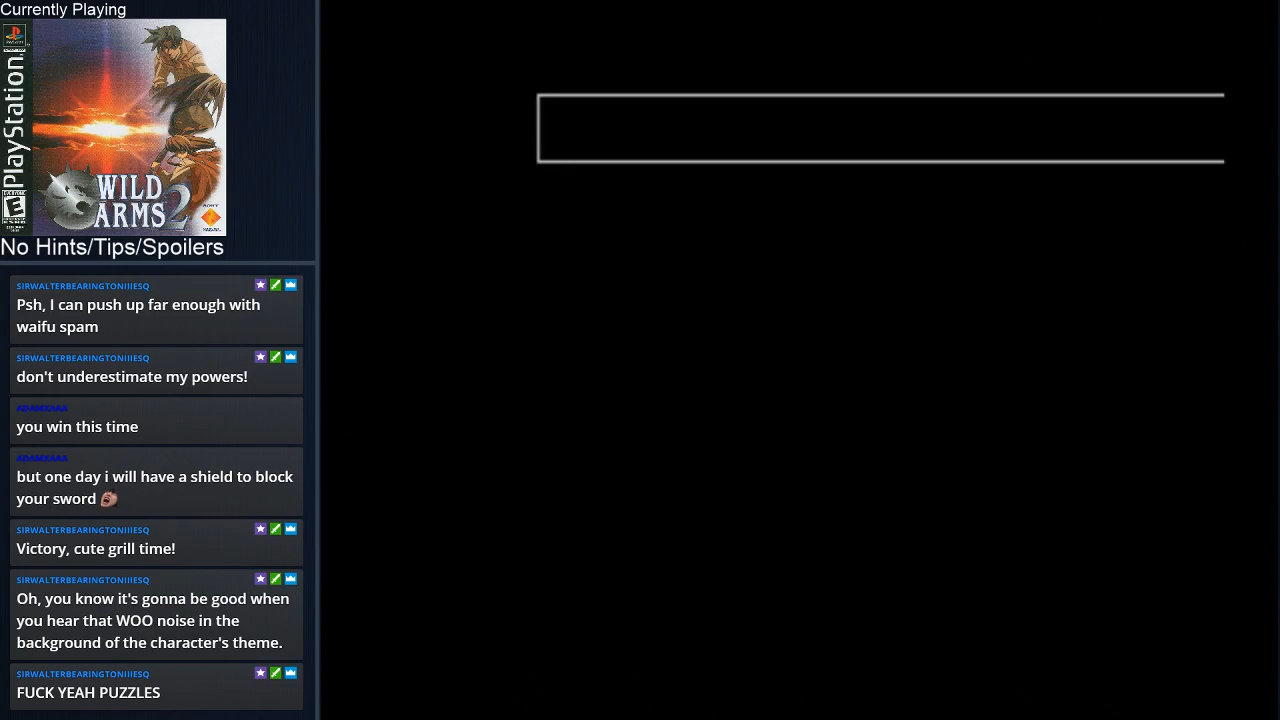 Currently Playing
PlayStation
WILD
ARMS 2
No Hints/Tips/Spoilers
SIRWALTERBEARINGTONIIIESQ
Psh, I can push up far enough with
waifu spam
SIRWALTERBEARINGTONIIIESQ
don't underestimate my powers!
you win this time
but one day i will have a shield to block
your sword
SIRWALTERBEARINGTONIIIESQ
Victory, cute grill time!
SIRWALTERBEARINGTONIIIESQ
Oh, you know it's gonna be good when
you hear that WOO noise in the
background of the character's theme.
SIRWALTERBEARINGTONIIIESQ
FUCK YEAH PUZZLES